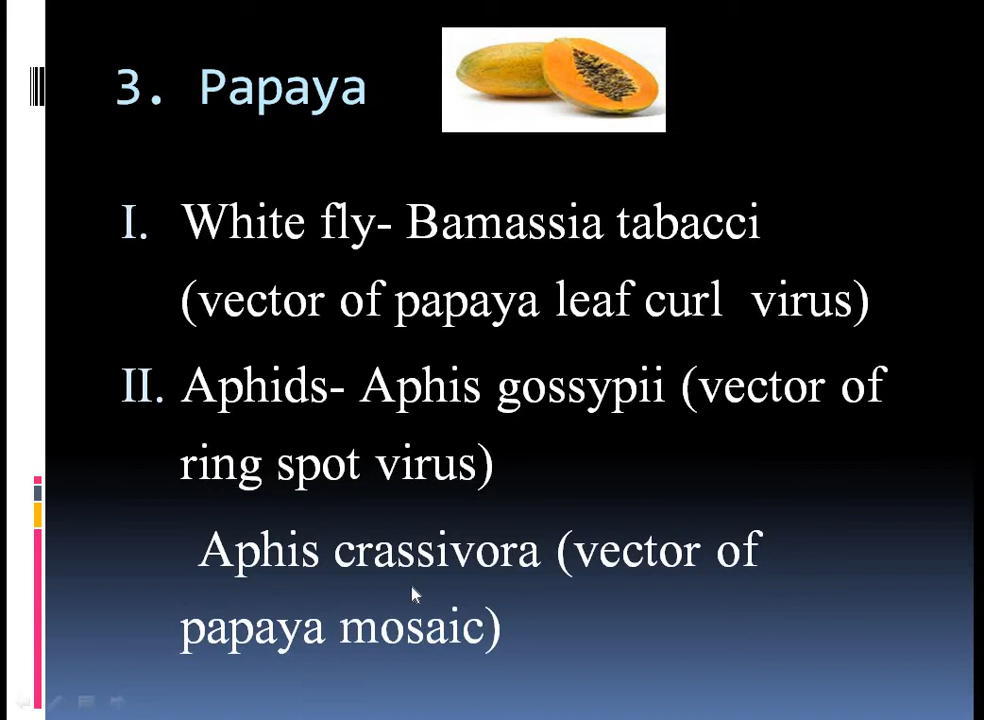 3. Papaya
I. White fly- Bamassia tabacci
(vector of papaya leaf curl virus)
II. Aphids- Aphis gossypii (vector of
ring spot virus)
Aphis crassivora (vector of
papaya mosaic)